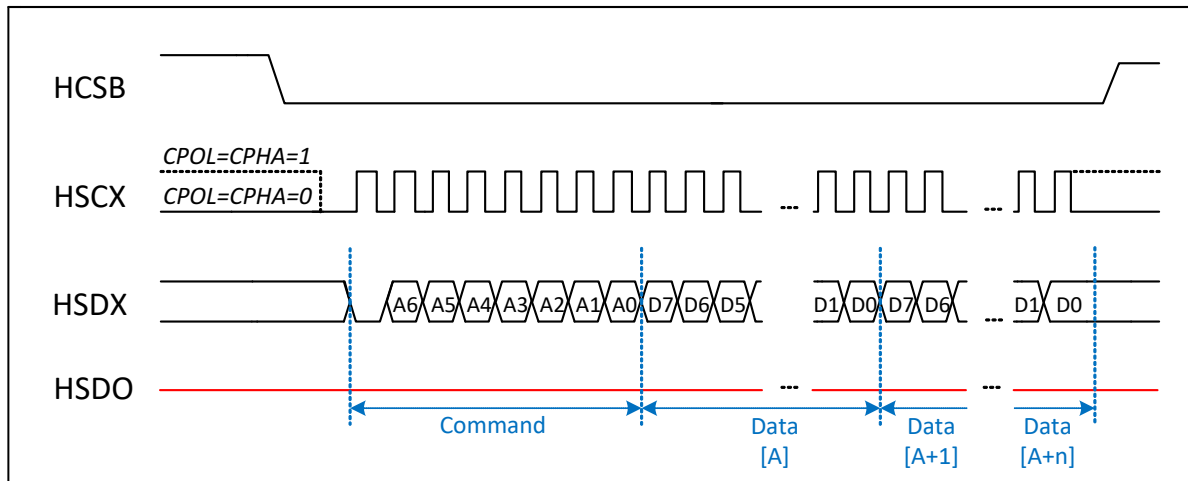 HCSB
CPOL=CPHA=1
HSCX
CPOL=CPHA=0
... ...
HSDX
A6 A5 A4 A3 A2 A1 A0 D7 D6 D5 D1 D0 D7 D6 ... D1 D0
HSDO
... ...
Command Data Data Data
[A] [A+1] [A+n]